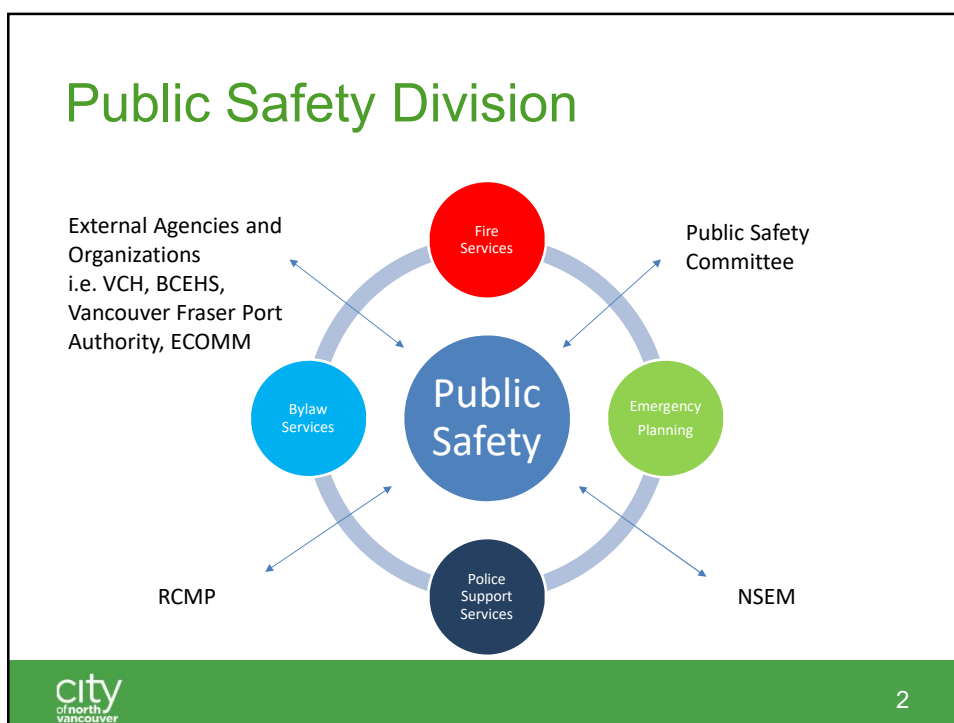 Public Safety Division
External Agencies and
Organizations
i.e. VCH, BCEHS,
Vancouver Fraser Port
Authority, ECOMM
Fire
Services
Public Safety
Committee
Bylaw
Services
Public
Safety
Emergency
Planning
RCMP
Police
Support
Services
NSEM
city
of north
vancouver
2